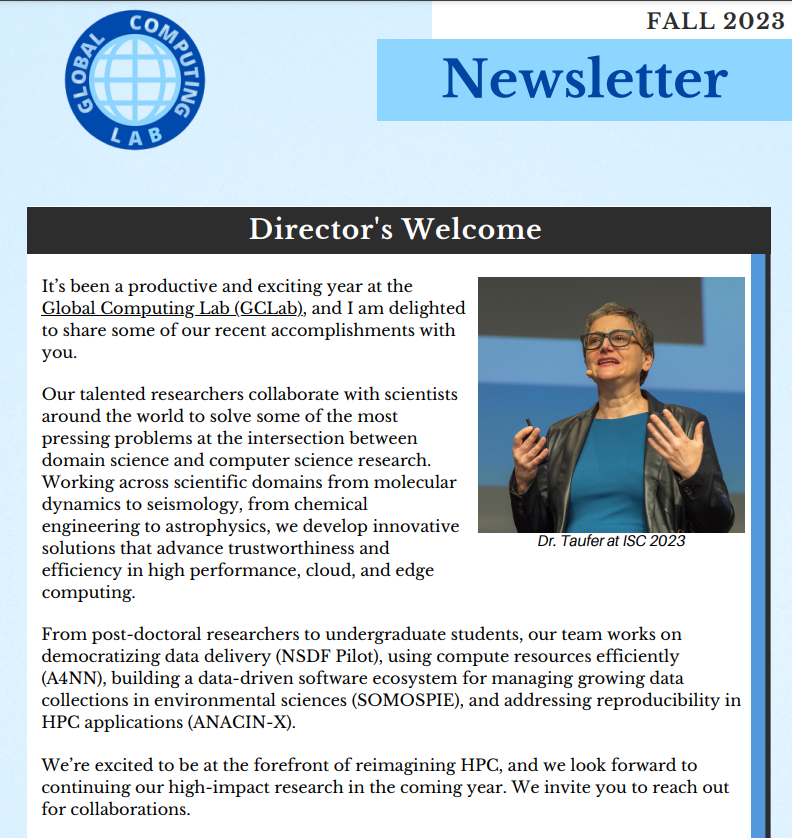 GLOBAL COMPUTING
LAB
FALL 2023
Newsletter
Director's Welcome
It’s been a productive and exciting year at the
Global Computing Lab (GCLab), and I am delighted
to share some of our recent accomplishments with
you.
Our talented researchers collaborate with scientists
around the world to solve some of the most
pressing problems at the intersection between
domain science and computer science research.
Working across scientific domains from molecular
dynamics to seismology, from chemical
engineering to astrophysics, we develop innovative
solutions that advance trustworthiness and
efficiency in high performance, cloud, and edge
computing.
Dr. Taufer at ISC 2023
From post-doctoral researchers to undergraduate students, our team works on
democratizing data delivery (NSDF Pilot), using compute resources efficiently
(A4NN), building a data-driven software ecosystem for managing growing data
collections in environmental sciences (SOMOSPIE), and addressing reproducibility in
HPC applications (ANACIN-X).
We’re excited to be at the forefront of reimagining HPC, and we look forward to
continuing our high-impact research in the coming year. We invite you to reach out
for collaborations.